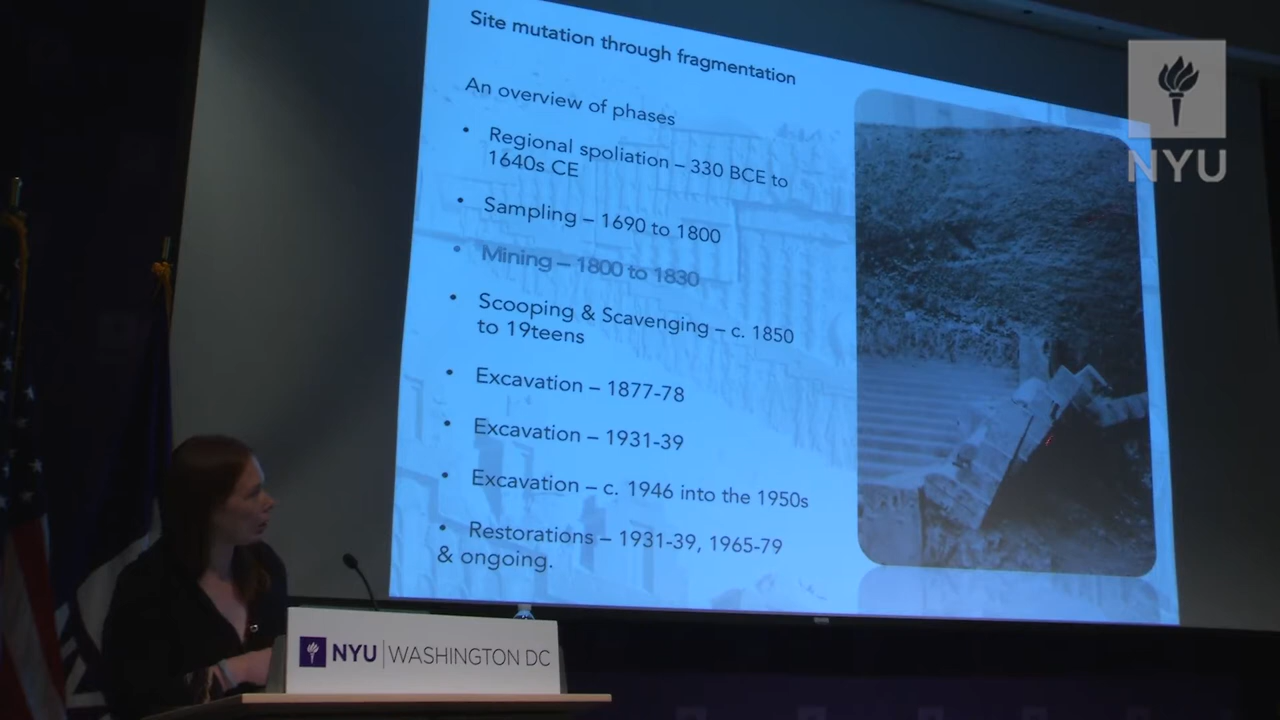 Site mutation through fragmentation
An overview of phases
• Regional spoliation – 330 BCE to
1640s CE
• Sampling – 1690 to 1800
• Mining – 1800 to 1830
• Scooping & Scavenging – c. 1850
to 19teens
• Excavation – 1877-78
• Excavation – 1931-39
• Excavation – c. 1946 into the 1950s
• Restorations – 1931-39, 1965-79
& ongoing.
NYU
NYU | WASHINGTON DC